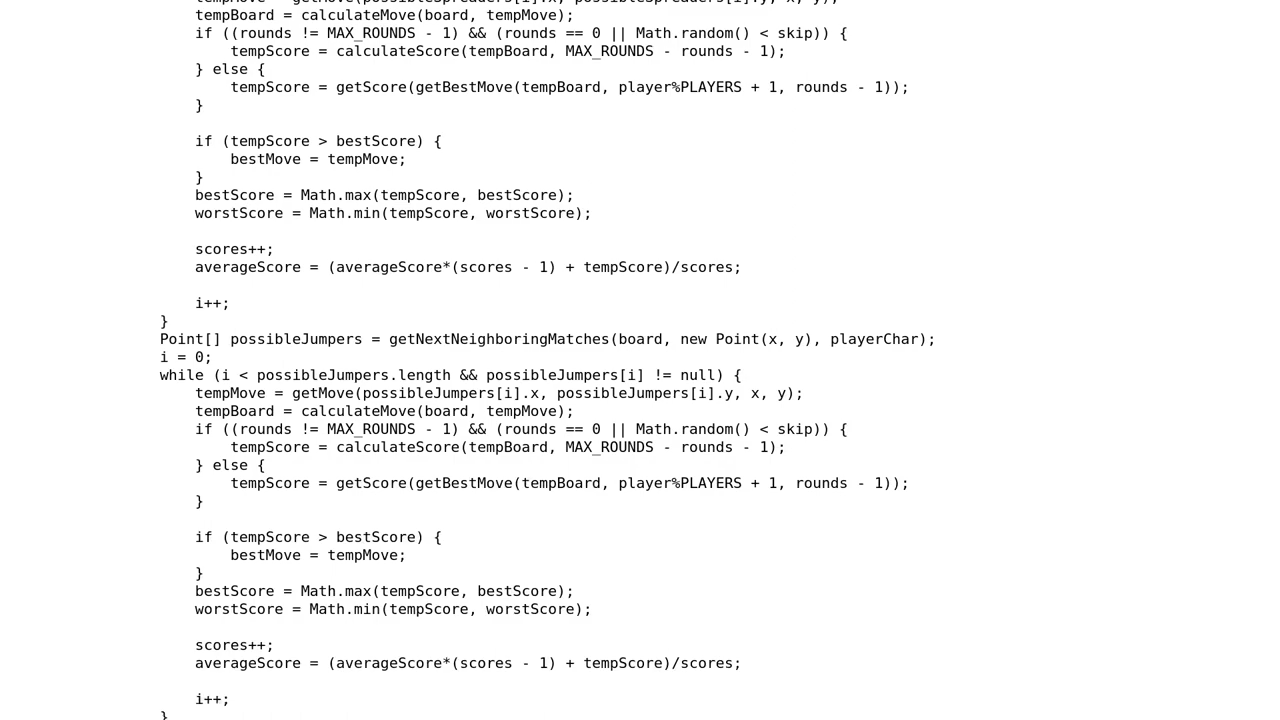 tempMove = getMove(possibleSpreaders[i].x, possibleSpreaders[i].y, x, y);
tempBoard = calculateMove(board, tempMove);
if ((rounds != MAX_ROUNDS - 1) && (rounds == 0 || Math.random() < skip)) {
tempScore = calculateScore(tempBoard, MAX_ROUNDS - rounds - 1);
} else {
tempScore = getScore(getBestMove(tempBoard, player%PLAYERS + 1, rounds - 1));
}
if (tempScore > bestScore) {
bestMove = tempMove;
}
bestScore = Math.max(tempScore, bestScore);
worstScore = Math.min(tempScore, worstScore);
scores++;
averageScore = (averageScore*(scores - 1) + tempScore)/scores;
i++;
}
Point[] possibleJumpers = getNextNeighboringMatches(board, new Point(x, y), playerChar);
i = 0;
while (i < possibleJumpers.length && possibleJumpers[i] != null) {
tempMove = getMove(possibleJumpers[i].x, possibleJumpers[i].y, x, y);
tempBoard = calculateMove(board, tempMove);
if ((rounds != MAX_ROUNDS - 1) && (rounds == 0 || Math.random() < skip)) {
tempScore = calculateScore(tempBoard, MAX_ROUNDS - rounds - 1);
} else {
tempScore = getScore(getBestMove(tempBoard, player%PLAYERS + 1, rounds - 1));
}
if (tempScore > bestScore) {
bestMove = tempMove;
}
bestScore = Math.max(tempScore, bestScore);
worstScore = Math.min(tempScore, worstScore);
scores++;
averageScore = (averageScore*(scores - 1) + tempScore)/scores;
i++;
}